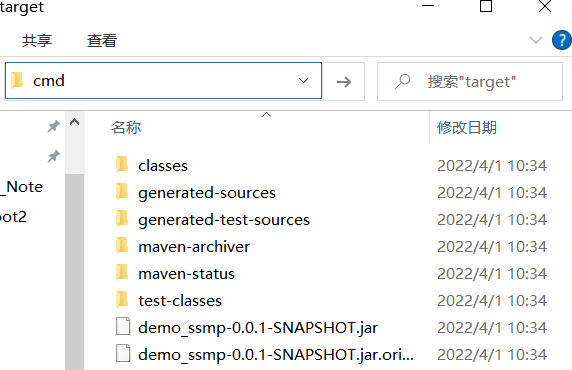 target
共享 查看
?
cmd
搜索"target"
名称 修改日期
classes 2022/4/1 10:34
_Note
generated-sources 2022/4/1 10:34
oot2
generated-test-sources 2022/4/1 10:34
maven-archiver 2022/4/1 10:34
maven-status 2022/4/1 10:34
test-classes 2022/4/1 10:34
demo_ssmp-0.0.1-SNAPSHOT.jar 2022/4/1 10:34
demo_ssmp-0.0.1-SNAPSHOT.jar.ori... 2022/4/1 10:34